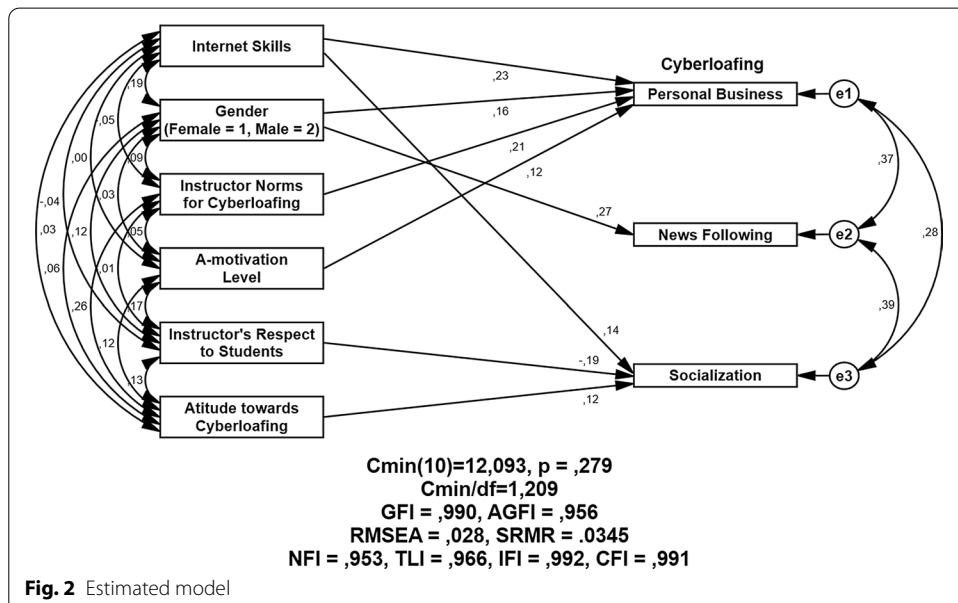 Internet Skills
Cyberloafing
,23
Personal Business
e1
,19
,16
Gender
(Female = 1, Male = 2)
,05
,21
,09
,37
,12
Instructor Norms
for Cyberloafing
,00
,03
-,04
,27
,03
,12
,05
News Following
e2
,28
A-motivation
Level
,06
,01
,26
,17
,39
,14
Instructor's Respect
to Students
,12
-,19
,13
Socialization
e3
,12
Atitude towards
Cyberloafing
Cmin(10)=12,093, p = ,279
Cmin/df=1,209
GFI = ,990, AGFI = ,956
RMSEA = ,028, SRMR = .0345
NFI = ,953, TLI = ,966, IFI = ,992, CFI = ,991
Fig. 2 Estimated model